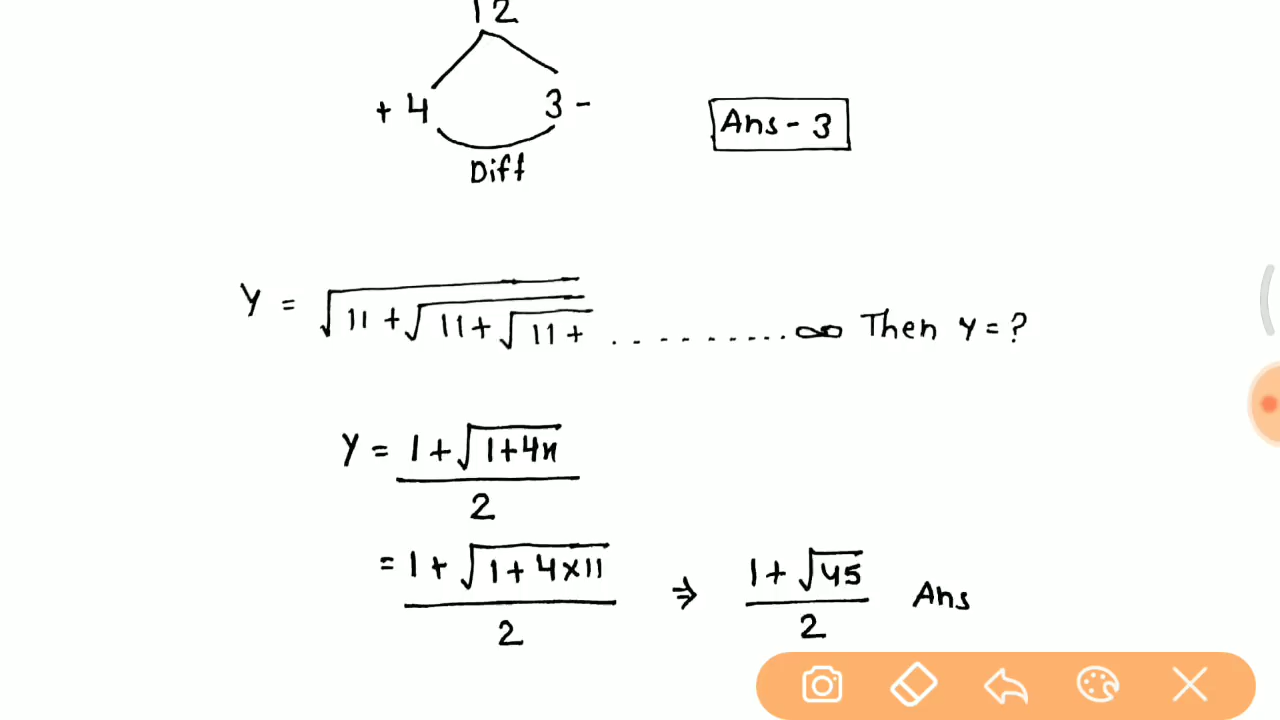 12
+ 4 3 -
Diff
Ans - 3
Y = √11 + √11 + √11 + .......... ∞ Then y = ?
Y = 1 + √1+4n / 2
= 1 + √1 + 4×11 / 2 ⇒ 1 + √45 / 2 Ans